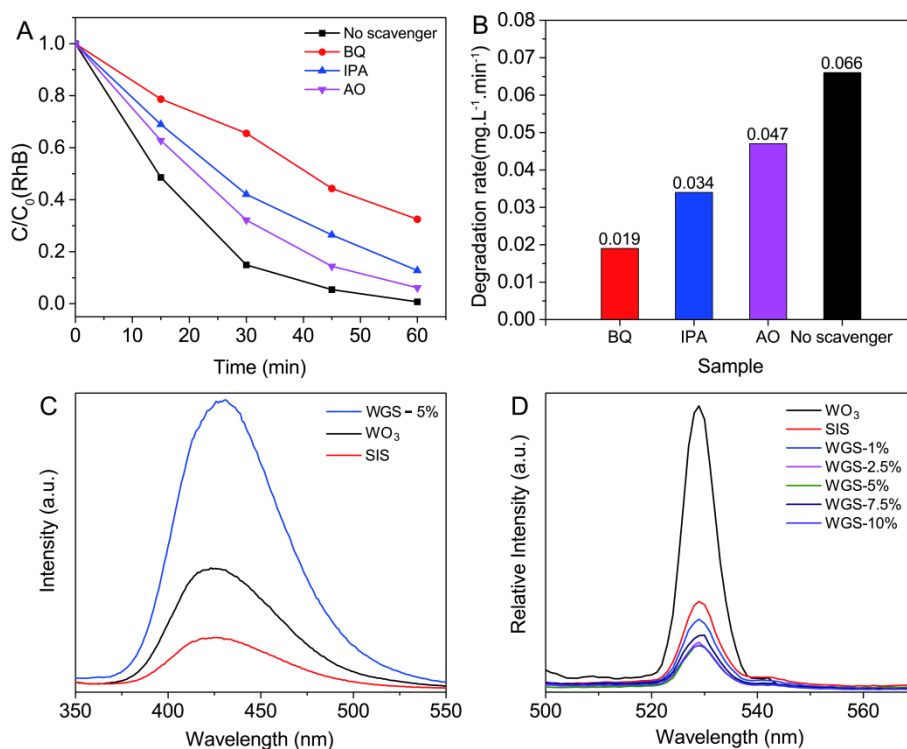 A
No scavenger
BQ
IPA
AO
1.0
0.8
0.6
0.4
0.2
0.0
C/C₀(RhB)
0 10 20 30 40 50 60
Time (min)
B
0.08
0.07
0.06
0.05
0.04
0.03
0.02
0.01
0.00
Degradation rate(mg.L⁻¹.min⁻¹)
0.019
0.034
0.047
0.066
BQ IPA AO No scavenger
Sample
C
WGS – 5%
WO₃
SIS
Intensity (a.u.)
350 400 450 500 550
Wavelength (nm)
D
WO₃
SIS
WGS-1%
WGS-2.5%
WGS-5%
WGS-7.5%
WGS-10%
Relative Intensity (a.u.)
500 520 540 560
Wavelength (nm)